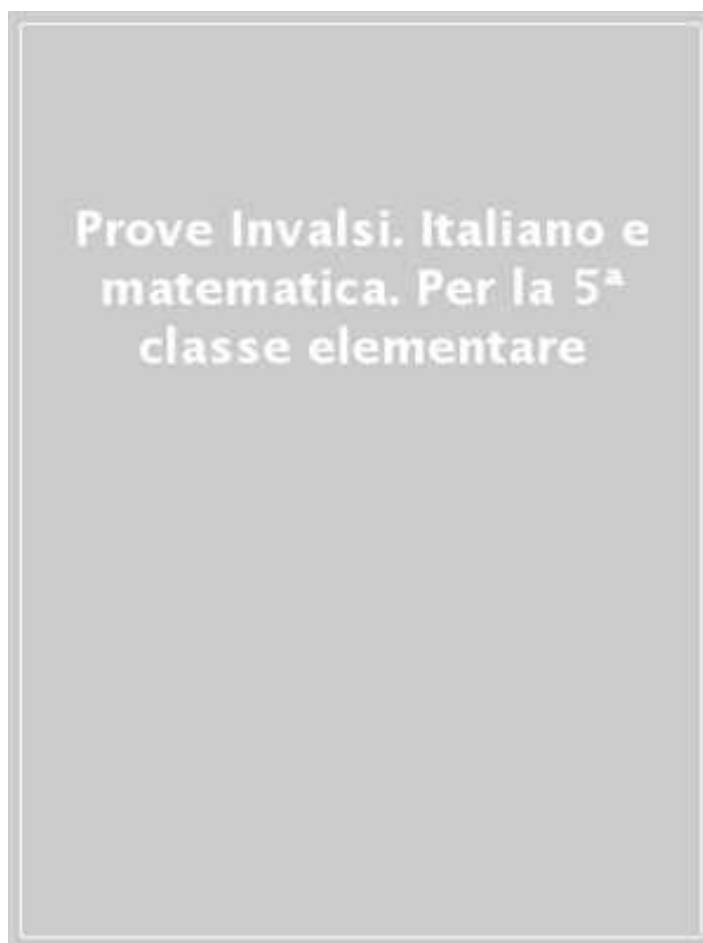 Prove Invalsi. Italiano e
matematica. Per la 5ª
classe elementare